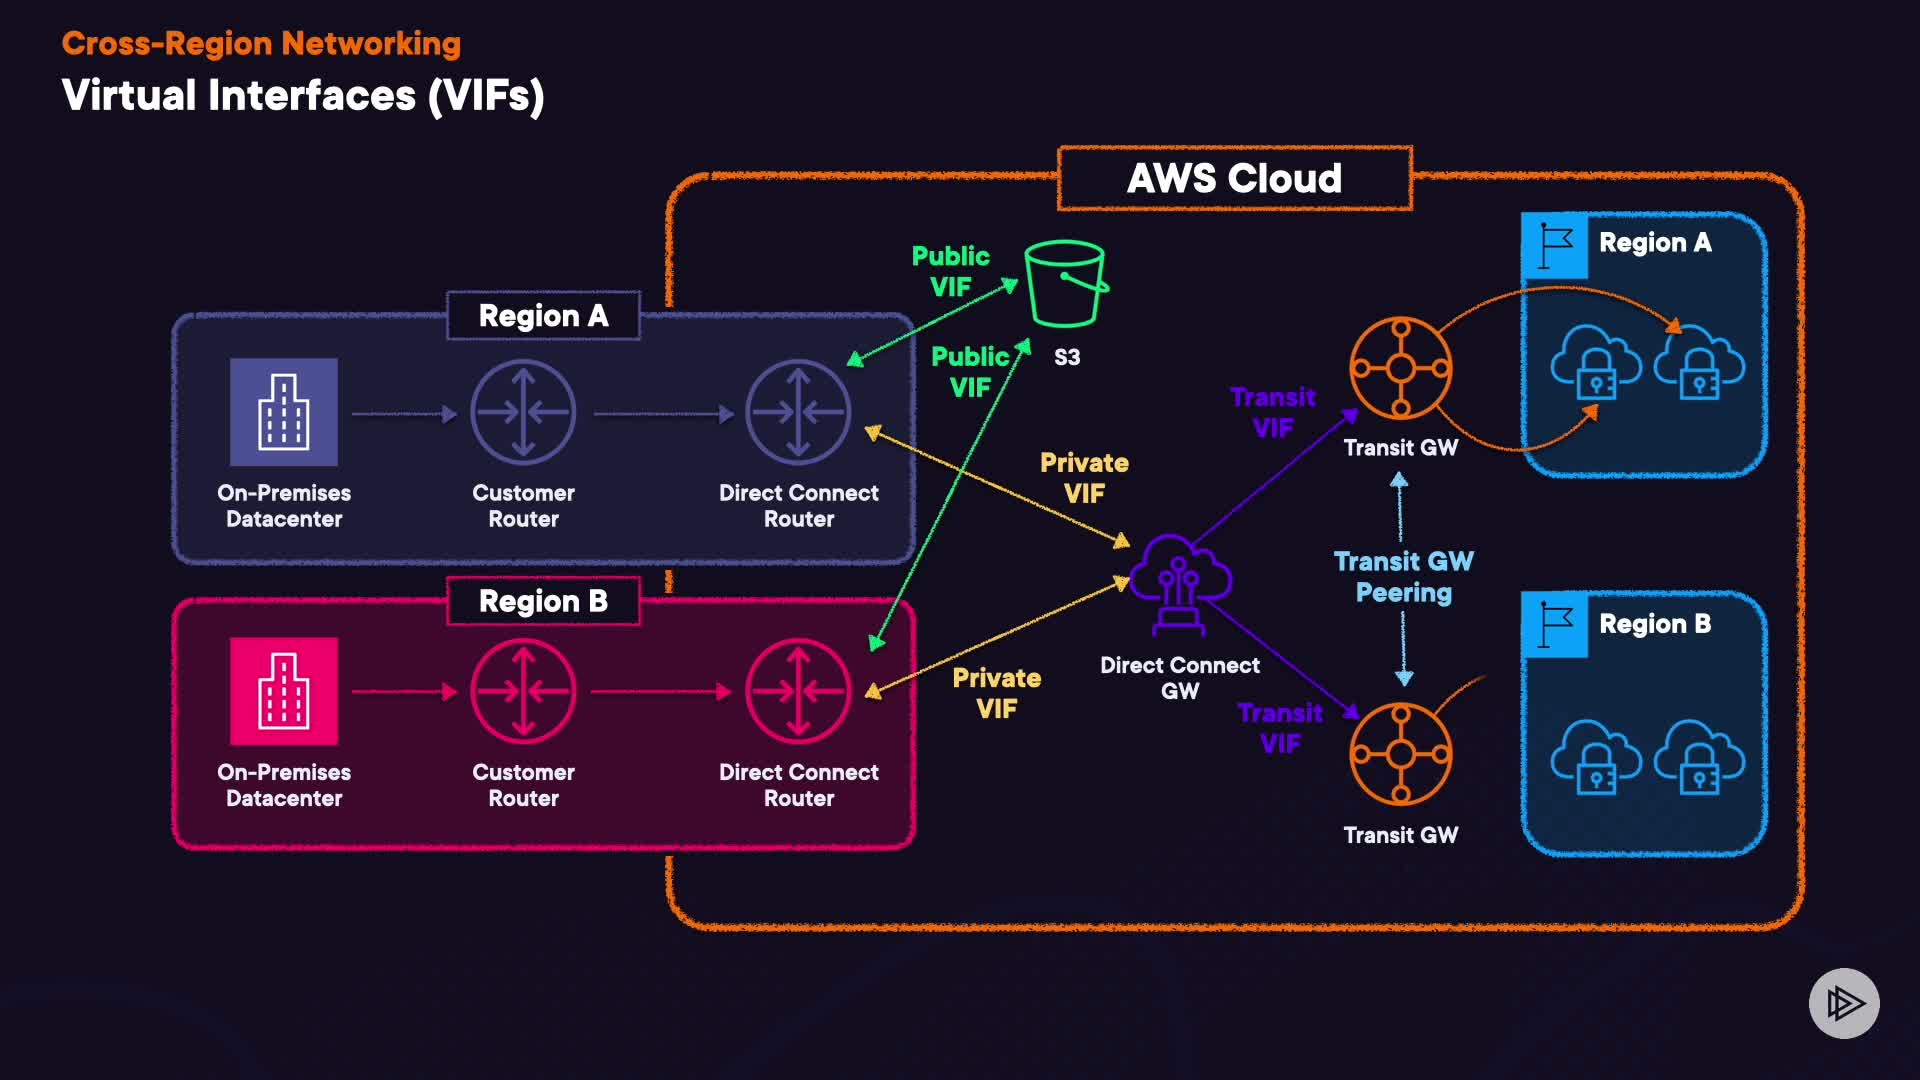 Cross-Region Networking
Virtual Interfaces (VIFs)
AWS Cloud
Region A
On-Premises
Datacenter
Customer
Router
Direct Connect
Router
Region B
On-Premises
Datacenter
Customer
Router
Direct Connect
Router
Public
VIF
Public
VIF
S3
Private
VIF
Private
VIF
Direct Connect
GW
Transit
VIF
Transit
VIF
Transit GW
Transit GW
Peering
Transit GW
Region A
Region B